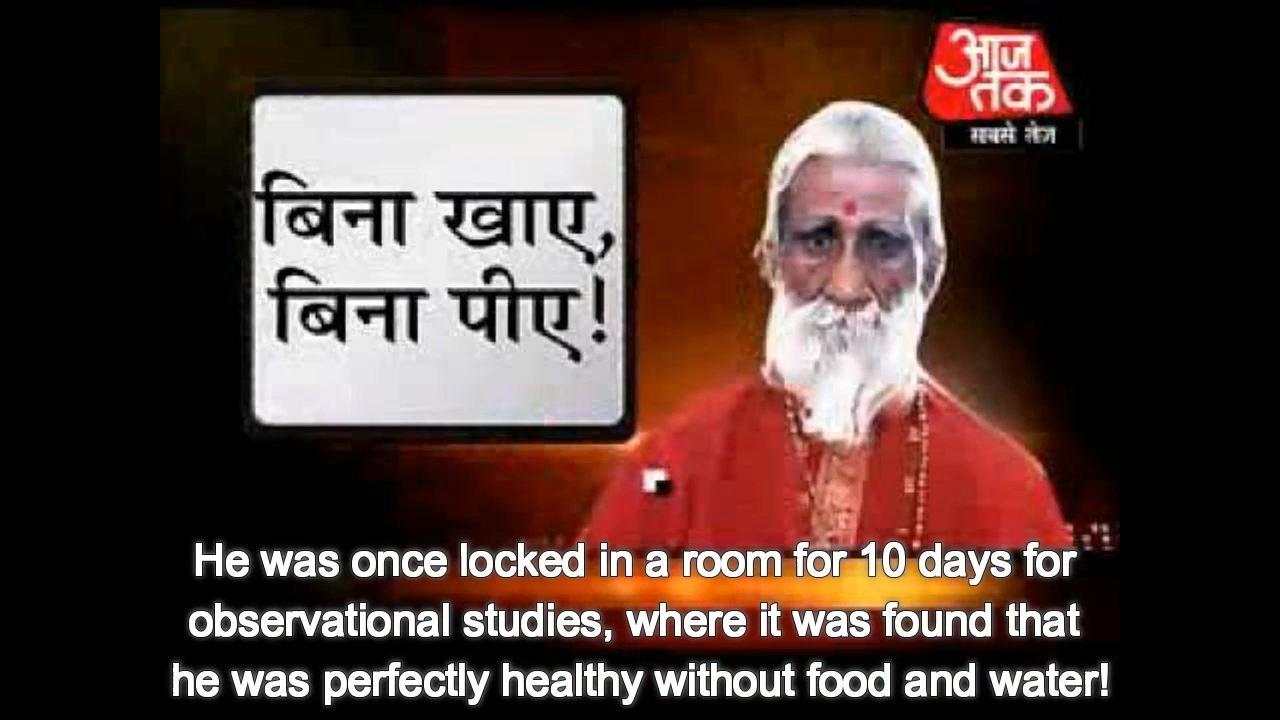 आज
तक
सबसे तेज
बिना खाए,
बिना पीए!
He was once locked in a room for 10 days for
observational studies, where it was found that
he was perfectly healthy without food and water!